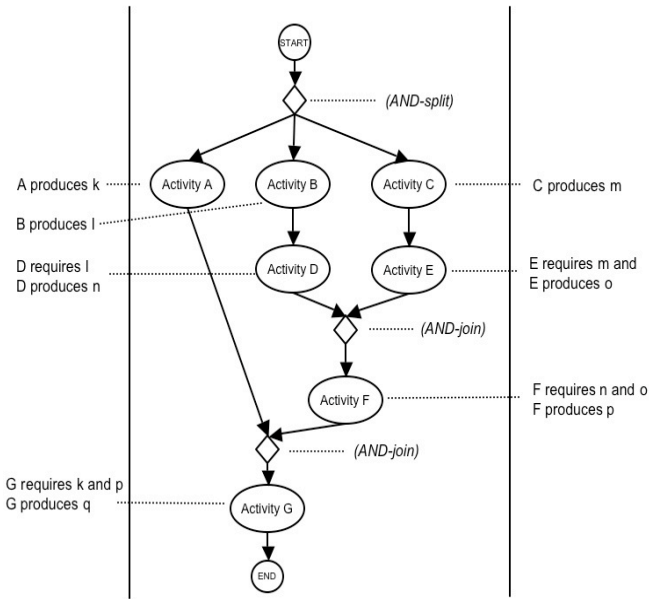 START
(AND-split)
A produces k
Activity A
Activity B
Activity C
C produces m
B produces l
D requires l
D produces n
Activity D
Activity E
E requires m and
E produces o
(AND-join)
Activity F
F requires n and o
F produces p
(AND-join)
G requires k and p
G produces q
Activity G
END